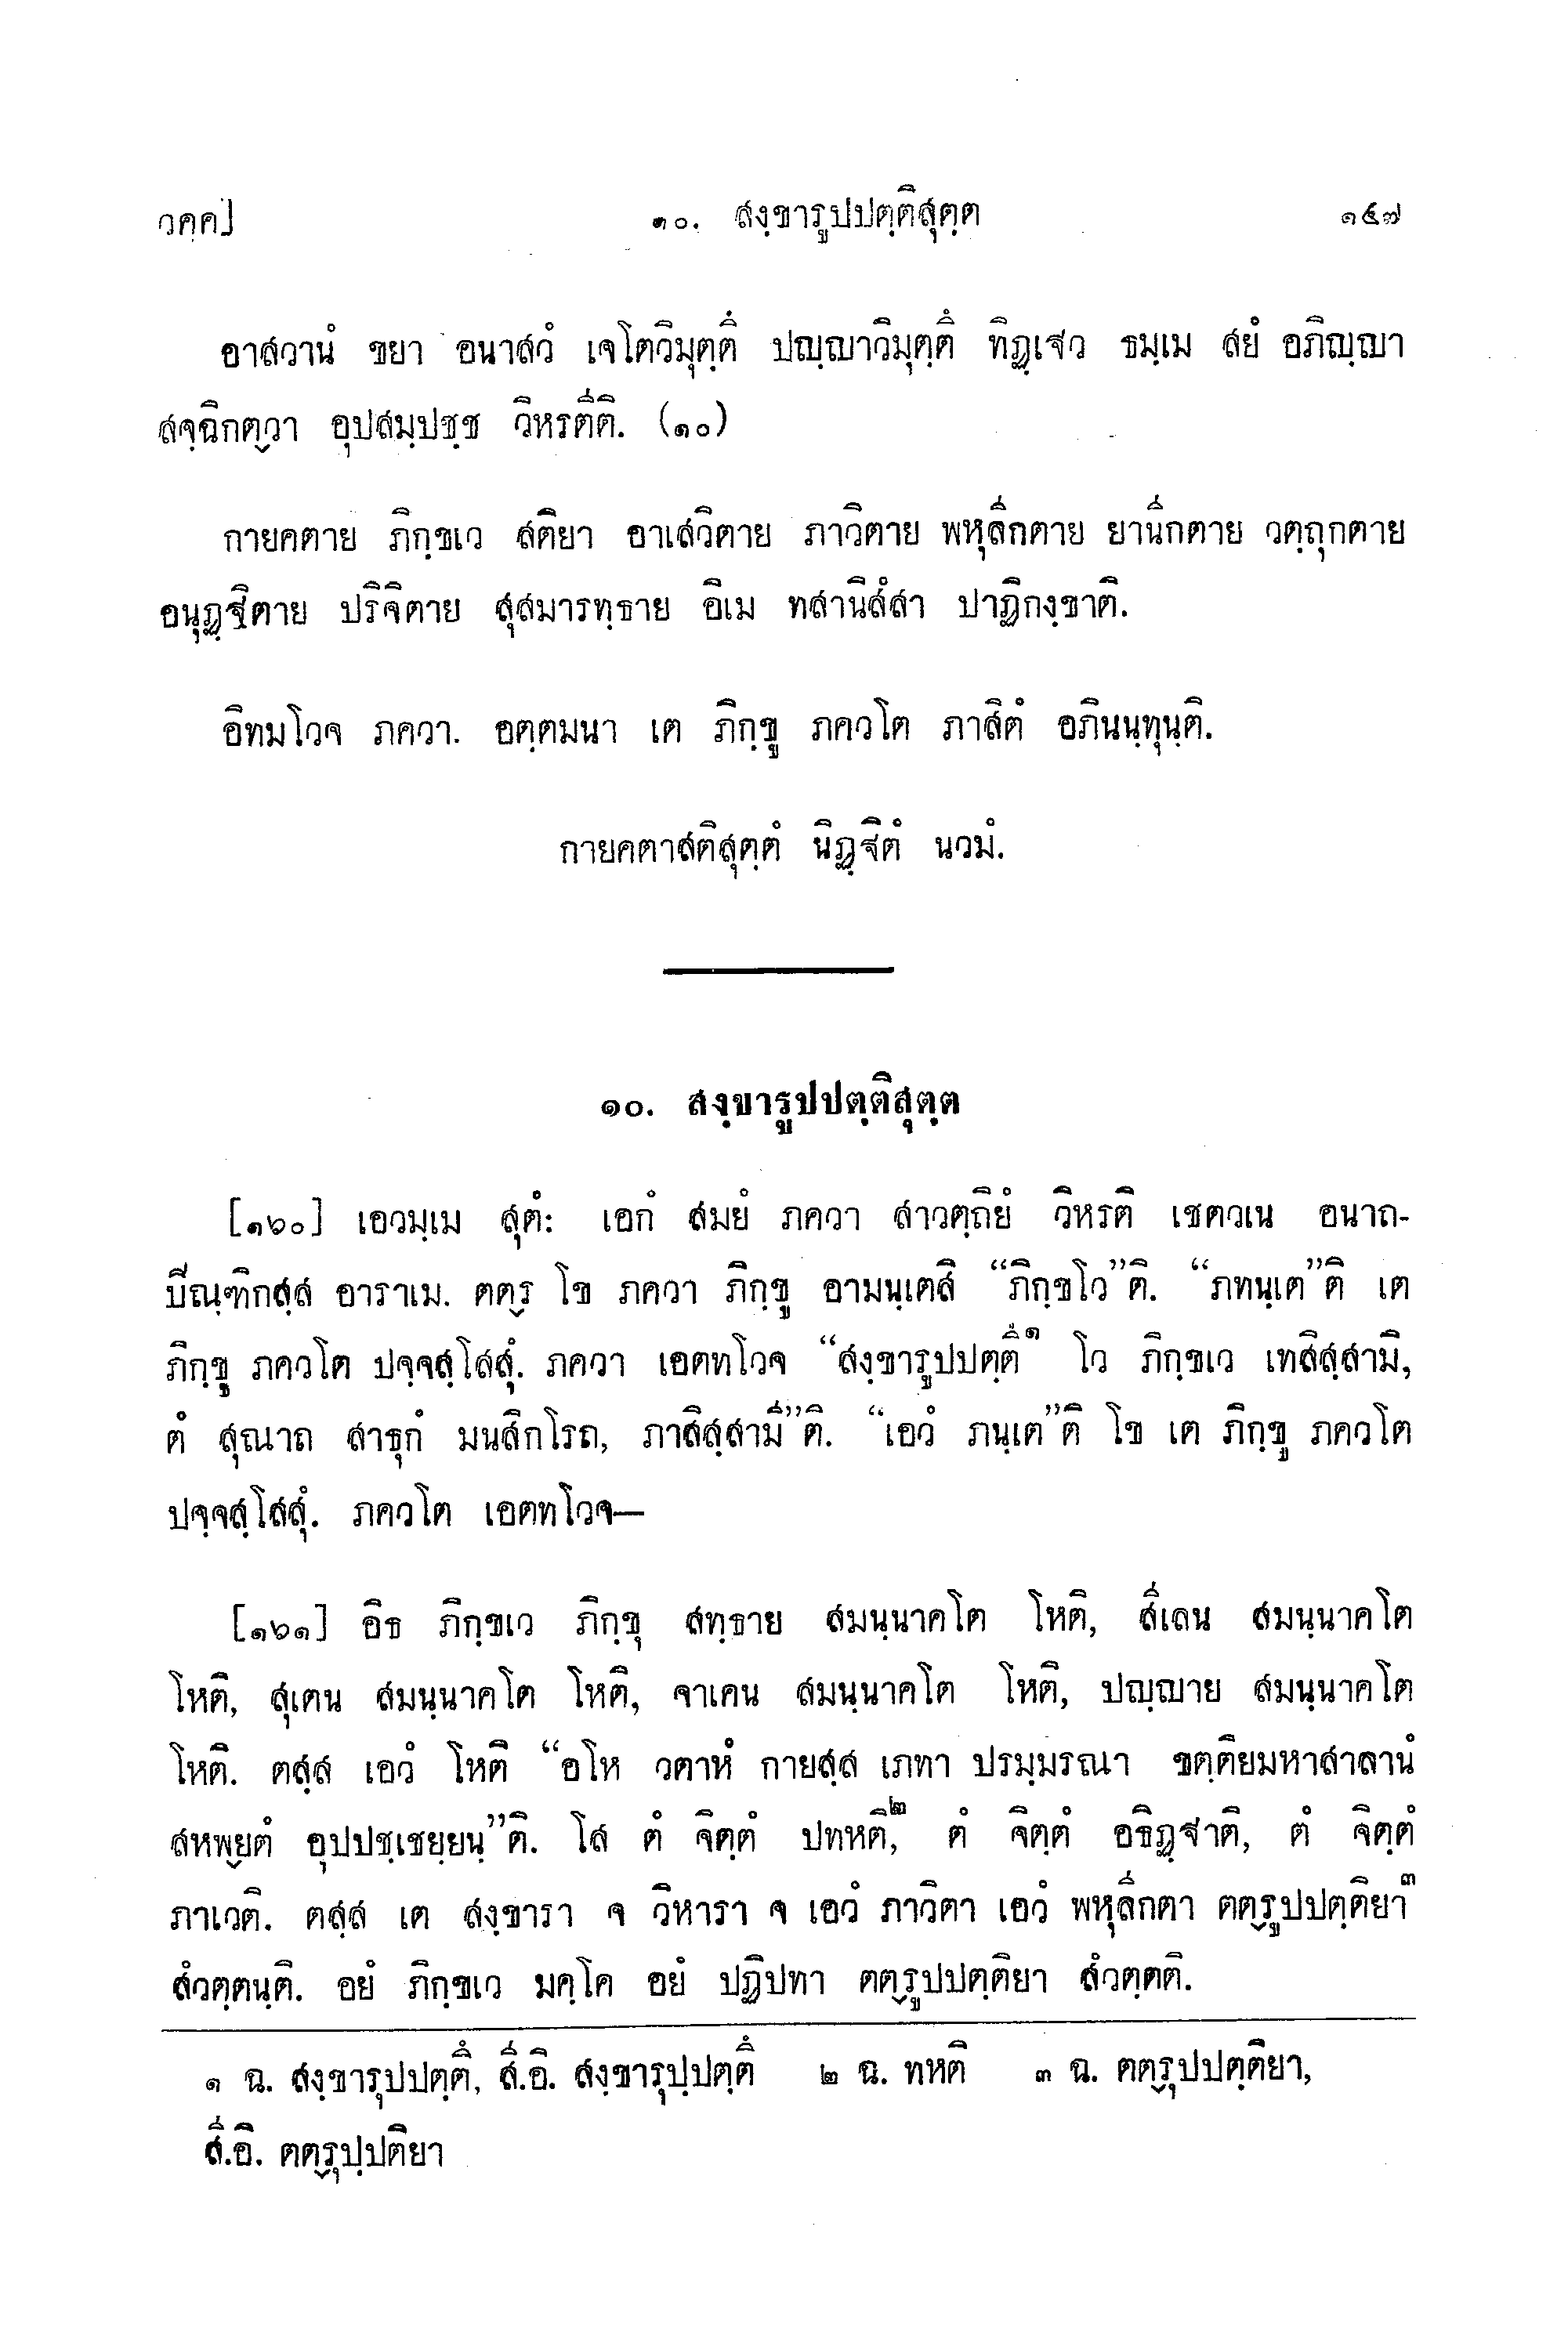 วคฺค] ๑๐. สงฺขารูปปตฺติสุตฺต ๑๕๗
อาสวานํ ขยา อนาสวํ เจโตวิมุตฺตึ ปญฺญาวิมุตฺตึ ทิฏฺเฐว ธมฺเม สยํ อภิญฺญา
สจฺฉิกตฺวา อุปสมฺปชฺช วิหรตีติ. (๑๐)
กายคตาย ภิกฺขเว สติยา อาเสวิตาย ภาวิตาย พหุลีกตาย ยานีกตาย วตฺถุกตาย
อนุฏฺฐิตาย ปริจิตาย สุสมารทฺธาย อิเม ทสานิสํสา ปาฏิกงฺขาติ.
อิทมโวจ ภควา. อตฺตมนา เต ภิกฺขู ภควโต ภาสิตํ อภินนฺทุนฺติ.
กายคตาสติสุตฺตํ นิฏฺฐิตํ นวมํ.
๑๐. สงฺขารูปปตฺติสุตฺต
[๑๖๐] เอวมฺเม สุตํ: เอกํ สมยํ ภควา สาวตฺถิยํ วิหรติ เชตวเน อนาถ-
บิณฺฑิกสฺส อาราเม. ตตฺร โข ภควา ภิกฺขู อามนฺเตสิ “ภิกฺขโว”ติ. “ภทนฺเต”ติ เต
ภิกฺขู ภควโต ปจฺจสฺโสสุํ. ภควา เอตทโวจ “สงฺขารูปปตฺตึ๑ โว ภิกฺขเว เทสิสฺสามิ,
ตํ สุณาถ สาธุกํ มนสิกโรถ, ภาสิสฺสามี”ติ. “เอวํ ภนฺเต”ติ โข เต ภิกฺขู ภควโต
ปจฺจสฺโสสุํ. ภควโต เอตทโวจ—
[๑๖๑] อิธ ภิกฺขเว ภิกฺขุ สทฺธาย สมนฺนาคโต โหติ, สีเลน สมนฺนาคโต
โหติ, สุเตน สมนฺนาคโต โหติ, จาเคน สมนฺนาคโต โหติ, ปญฺญาย สมนฺนาคโต
โหติ. ตสฺส เอวํ โหติ “อโห วตาหํ กายสฺส เภทา ปรมฺมรณา ขตฺติยมหาสาลานํ
สหพฺยตํ อุปปชฺเชยฺยนฺ”ติ. โส ตํ จิตฺตํ ปทหติ,๒ ตํ จิตฺตํ อธิฏฺฐาติ, ตํ จิตฺตํ
ภาเวติ. ตสฺส เต สงฺขารา จ วิหารา จ เอวํ ภาวิตา เอวํ พหุลีกตา ตตฺรูปปตฺติยา๓
สํวตฺตนฺติ. อยํ ภิกฺขเว มคฺโค อยํ ปฏิปทา ตตฺรูปปตฺติยา สํวตฺตติ.
๑ ฉ. สงฺขารุปปตฺตึ, สี.อิ. สงฺขารุปฺปตฺตึ ๒ ฉ. ทหติ ๓ ฉ. ตตฺรุปปตฺติยา,
สี.อิ. ตตฺรุปฺปติยา